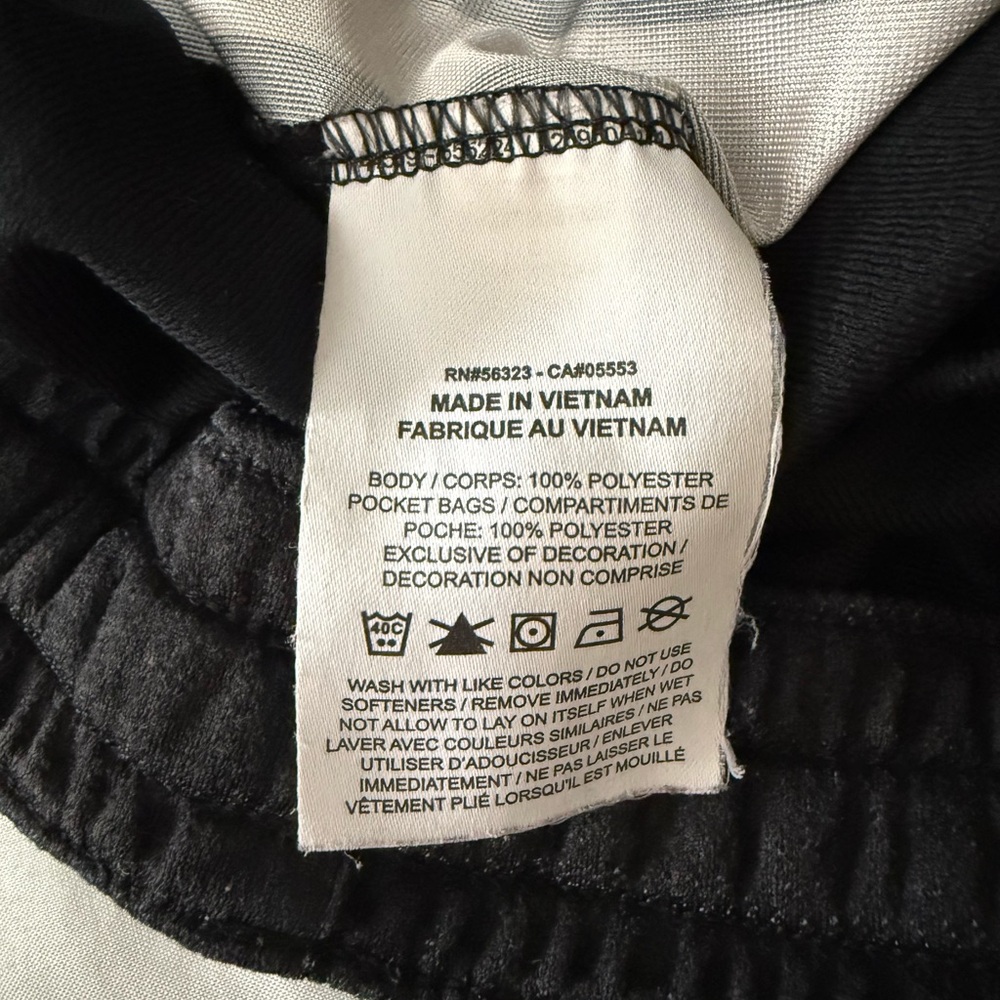 RN#56323 - CA#05553
MADE IN VIETNAM
FABRIQUE AU VIETNAM
BODY / CORPS: 100% POLYESTER
POCKET BAGS / COMPARTIMENTS DE
POCHE: 100% POLYESTER
EXCLUSIVE OF DECORATION /
DECORATION NON COMPRISE
40C
WASH WITH LIKE COLORS / DO NOT USE
SOFTENERS / REMOVE IMMEDIATELY / DO
NOT ALLOW TO LAY ON ITSELF WHEN WET
LAVER AVEC COULEURS SIMILAIRES / NE PAS
UTILISER D'ADOUCISSEUR / ENLEVER
IMMEDIATEMENT / NE PAS LAISSER LE
VÊTEMENT PLIÉ LORSQU'IL EST MOUILLÉ